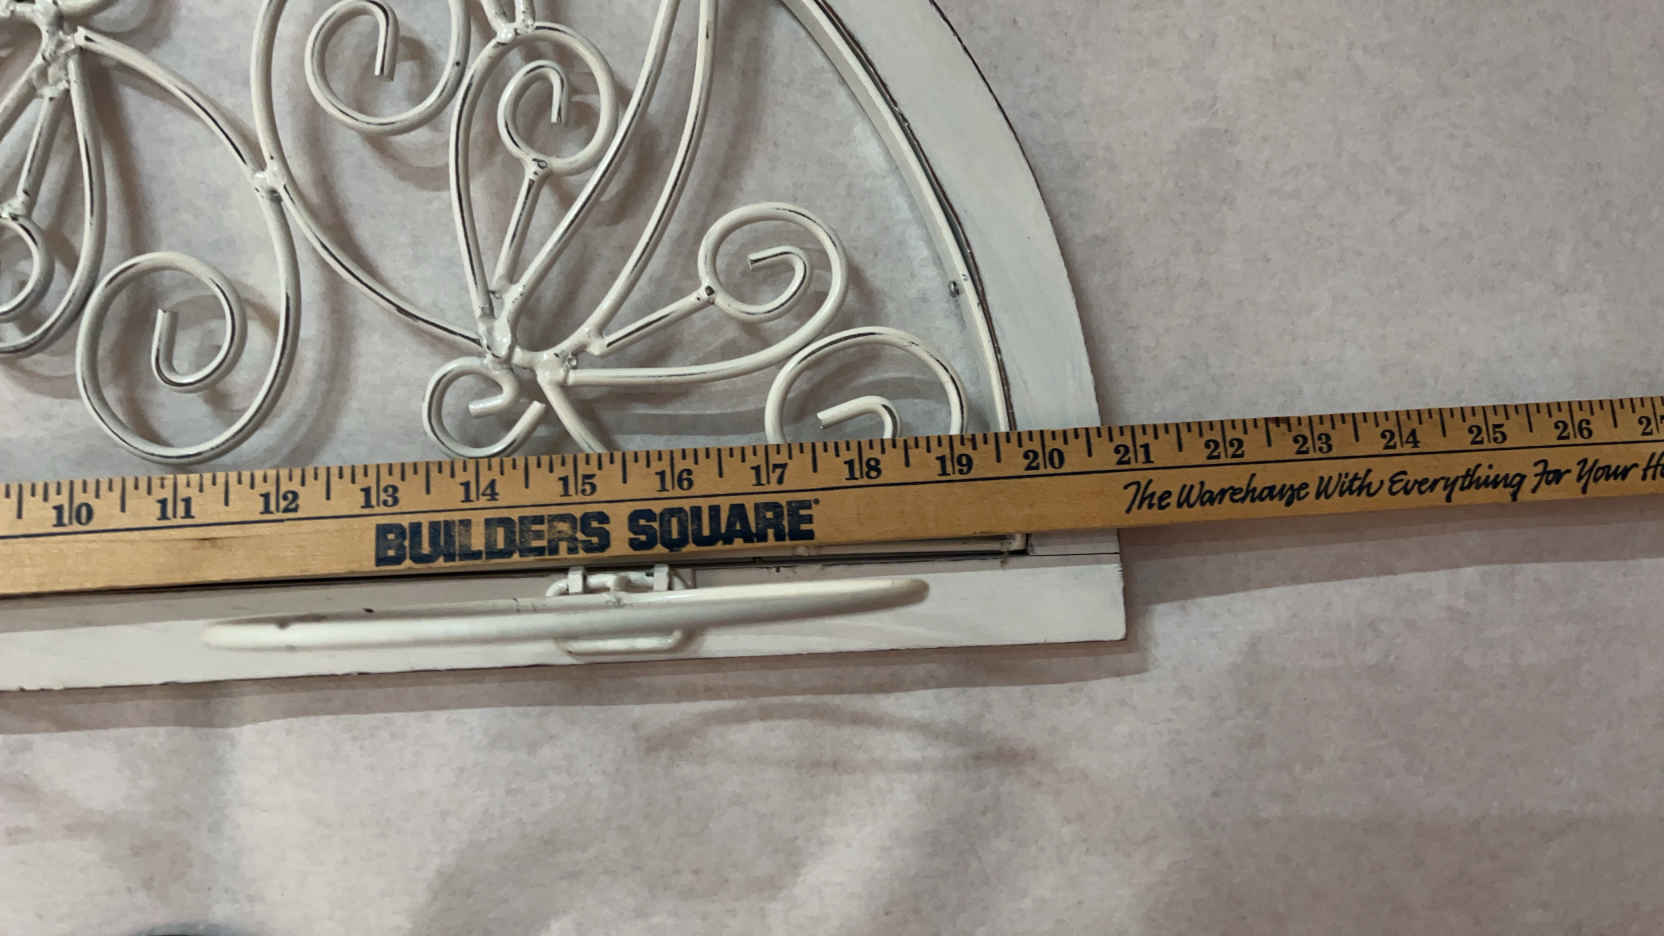 10 11 12 13 14 15 16 17 18 19 20 21 22 23 24 25 26
BUILDERS SQUARE
The Warehouse With Everything For Your